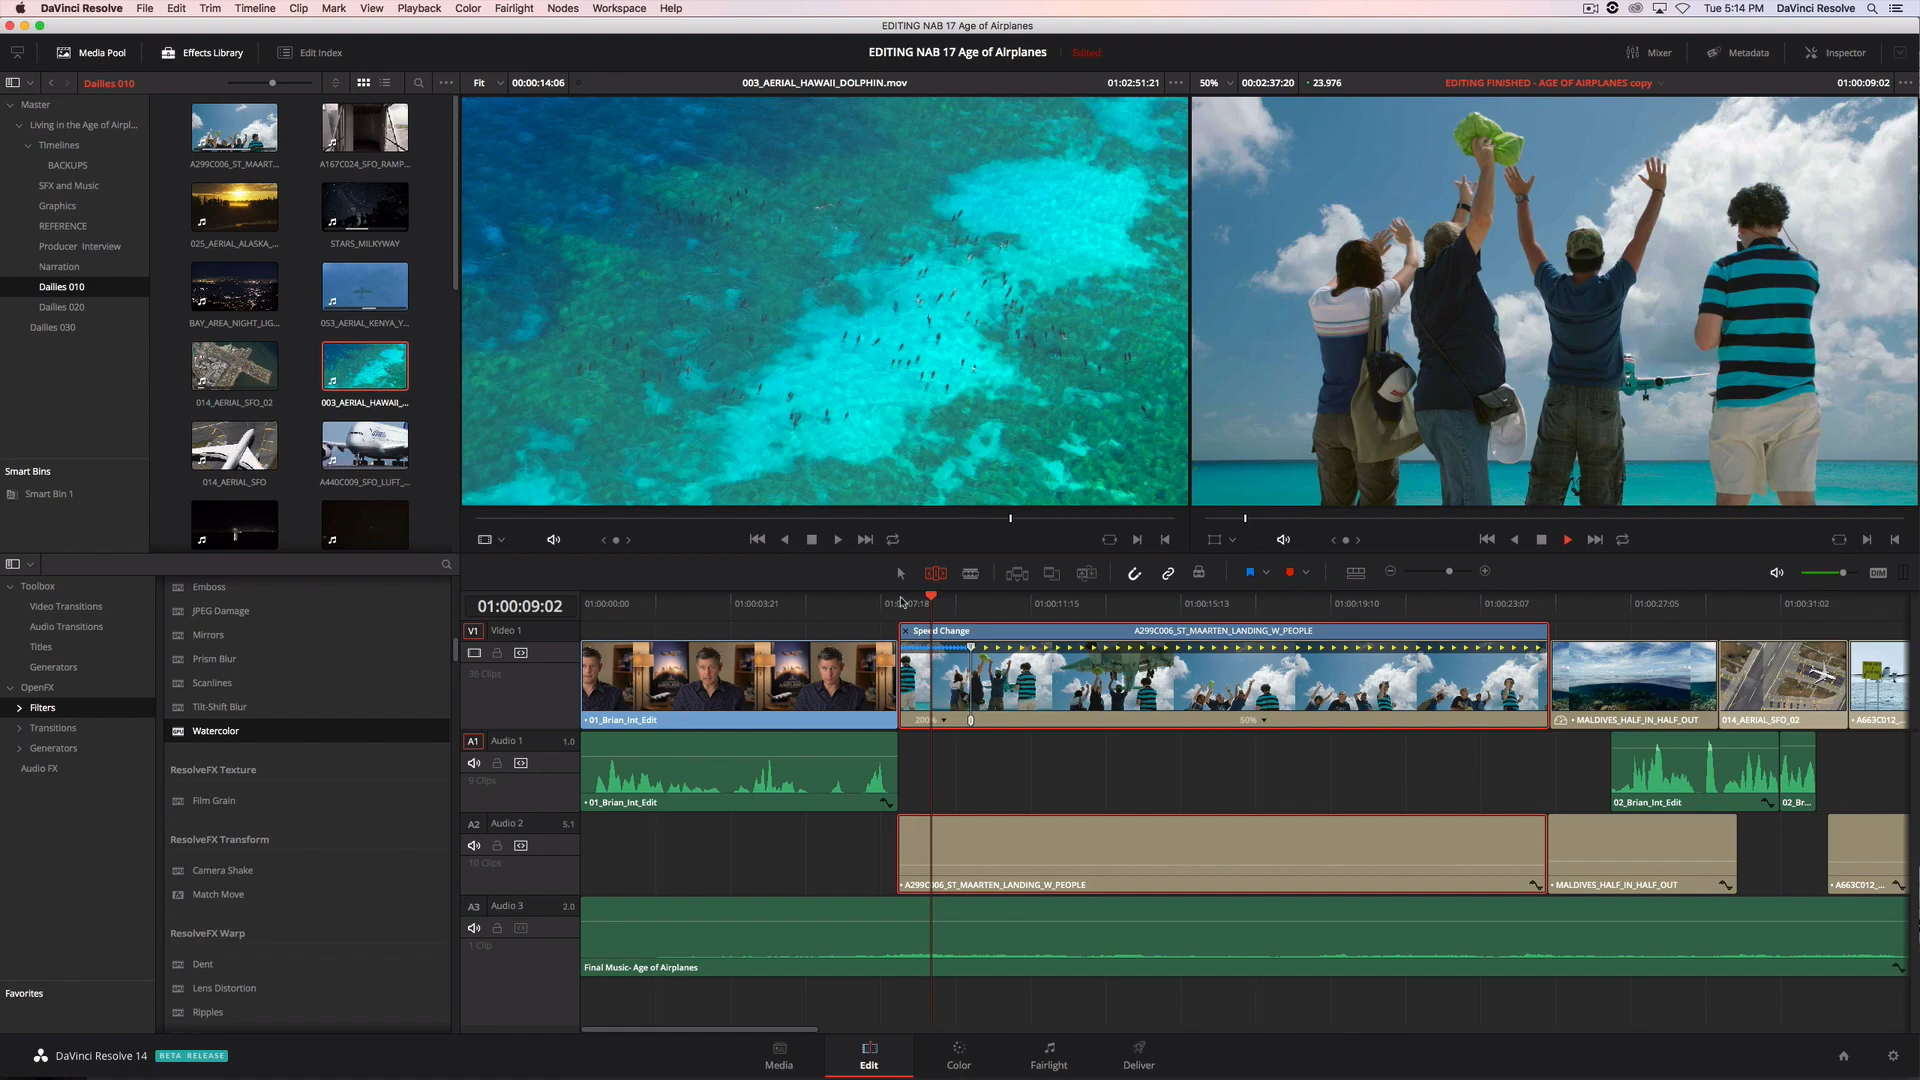 DaVinci Resolve File Edit Trim Timeline Clip Mark View Playback Color Fairlight Nodes Workspace Help
Tue 5:14 PM DaVinci Resolve
EDITING NAB 17 Age of Airplanes
Media Pool Effects Library Edit Index
EDITING NAB 17 Age of Airplanes Edited
Mixer Metadata Inspector
Dailies 010
Fit 00:00:14:06 003_AERIAL_HAWAII_DOLPHIN.mov 01:02:51:21
50% 00:02:37:20 23.976 EDITING FINISHED - AGE OF AIRPLANES copy 01:00:09:02
Master
Living in the Age of Airpl...
Timelines
BACKUPS
SFX and Music
Graphics
REFERENCE
Producer Interview
Narration
Dailies 010
Dailies 020
Dailies 030
Smart Bins
Smart Bin 1
A299C006_ST_MAART... A167C024_SFO_RAMP...
025_AERIAL_ALASKA_... STARS_MILKYWAY
BAY_AREA_NIGHT_LIG... 053_AERIAL_KENYA_Y...
014_AERIAL_SFO_02 003_AERIAL_HAWAII_...
014_AERIAL_SFO A440C009_SFO_LUFT_...
Toolbox
Video Transitions
Audio Transitions
Titles
Generators
OpenFX
Filters
Transitions
Generators
Audio FX
Favorites
Emboss
JPEG Damage
Mirrors
Prism Blur
Scanlines
Tilt-Shift Blur
Watercolor
ResolveFX Texture
Film Grain
ResolveFX Transform
Camera Shake
Match Move
ResolveFX Warp
Dent
Lens Distortion
Ripples
DIM
01:00:09:02
01:00:00:00 01:00:03:21 01:00:11:15 01:00:15:13 01:00:19:10 01:00:23:07 01:00:27:05 01:00:31:02
V1 Video 1
36 Clips
Speed Change A299C006_ST_MAARTEN_LANDING_W_PEOPLE
01_Brian_Int_Edit 50% MALDIVES_HALF_IN_HALF_OUT 014_AERIAL_SFO_02 A663C012_...
A1 Audio 1 1.0
9 Clips
01_Brian_Int_Edit 02_Brian_Int_Edit 02_Br...
A2 Audio 2 5.1
10 Clips
A299C006_ST_MAARTEN_LANDING_W_PEOPLE MALDIVES_HALF_IN_HALF_OUT A663C012_...
A3 Audio 3 2.0
1 Clip
Final Music- Age of Airplanes
DaVinci Resolve 14 BETA RELEASE
Media Edit Color Fairlight Deliver